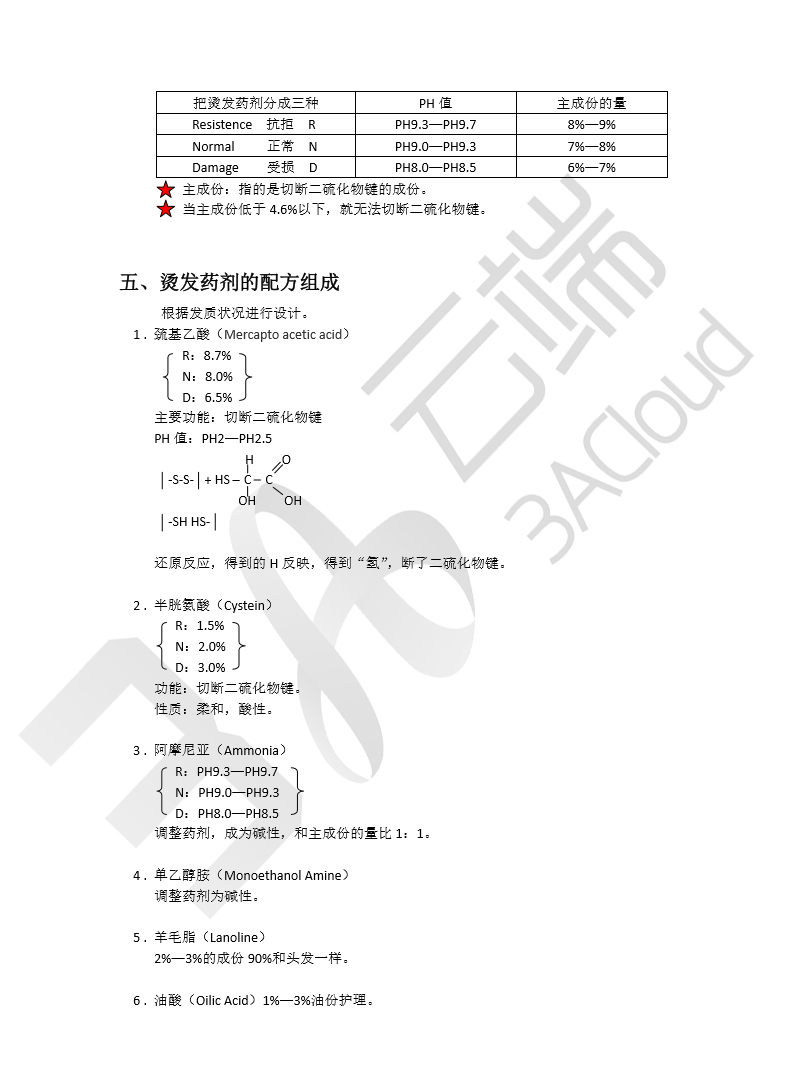 把烫发药剂分成三种 PH 值 主成份的量
Resistence 抗拒 R PH9.3—PH9.7 8%—9%
Normal 正常 N PH9.0—PH9.3 7%—8%
Damage 受损 D PH8.0—PH8.5 6%—7%
主成份：指的是切断二硫化物键的成份。
当主成份低于 4.6%以下，就无法切断二硫化物键。
五、烫发药剂的配方组成
根据发质状况进行设计。
1．巯基乙酸（Mercapto acetic acid）
R：8.7%
N：8.0%
D：6.5%
主要功能：切断二硫化物键
PH 值：PH2—PH2.5
H O
│-S-S-│+ HS – C – C
OH OH
│-SH HS-│
还原反应，得到的 H 反映，得到“氢”，断了二硫化物键。
2．半胱氨酸（Cystein）
R：1.5%
N：2.0%
D：3.0%
功能：切断二硫化物键。
性质：柔和，酸性。
3．阿摩尼亚（Ammonia）
R：PH9.3—PH9.7
N：PH9.0—PH9.3
D：PH8.0—PH8.5
调整药剂，成为碱性，和主成份的量比 1：1。
4．单乙醇胺（Monoethanol Amine）
调整药剂为碱性。
5．羊毛脂（Lanoline）
2%—3%的成份 90%和头发一样。
6．油酸（Oilic Acid）1%—3%油份护理。
3A云端
3ACloud